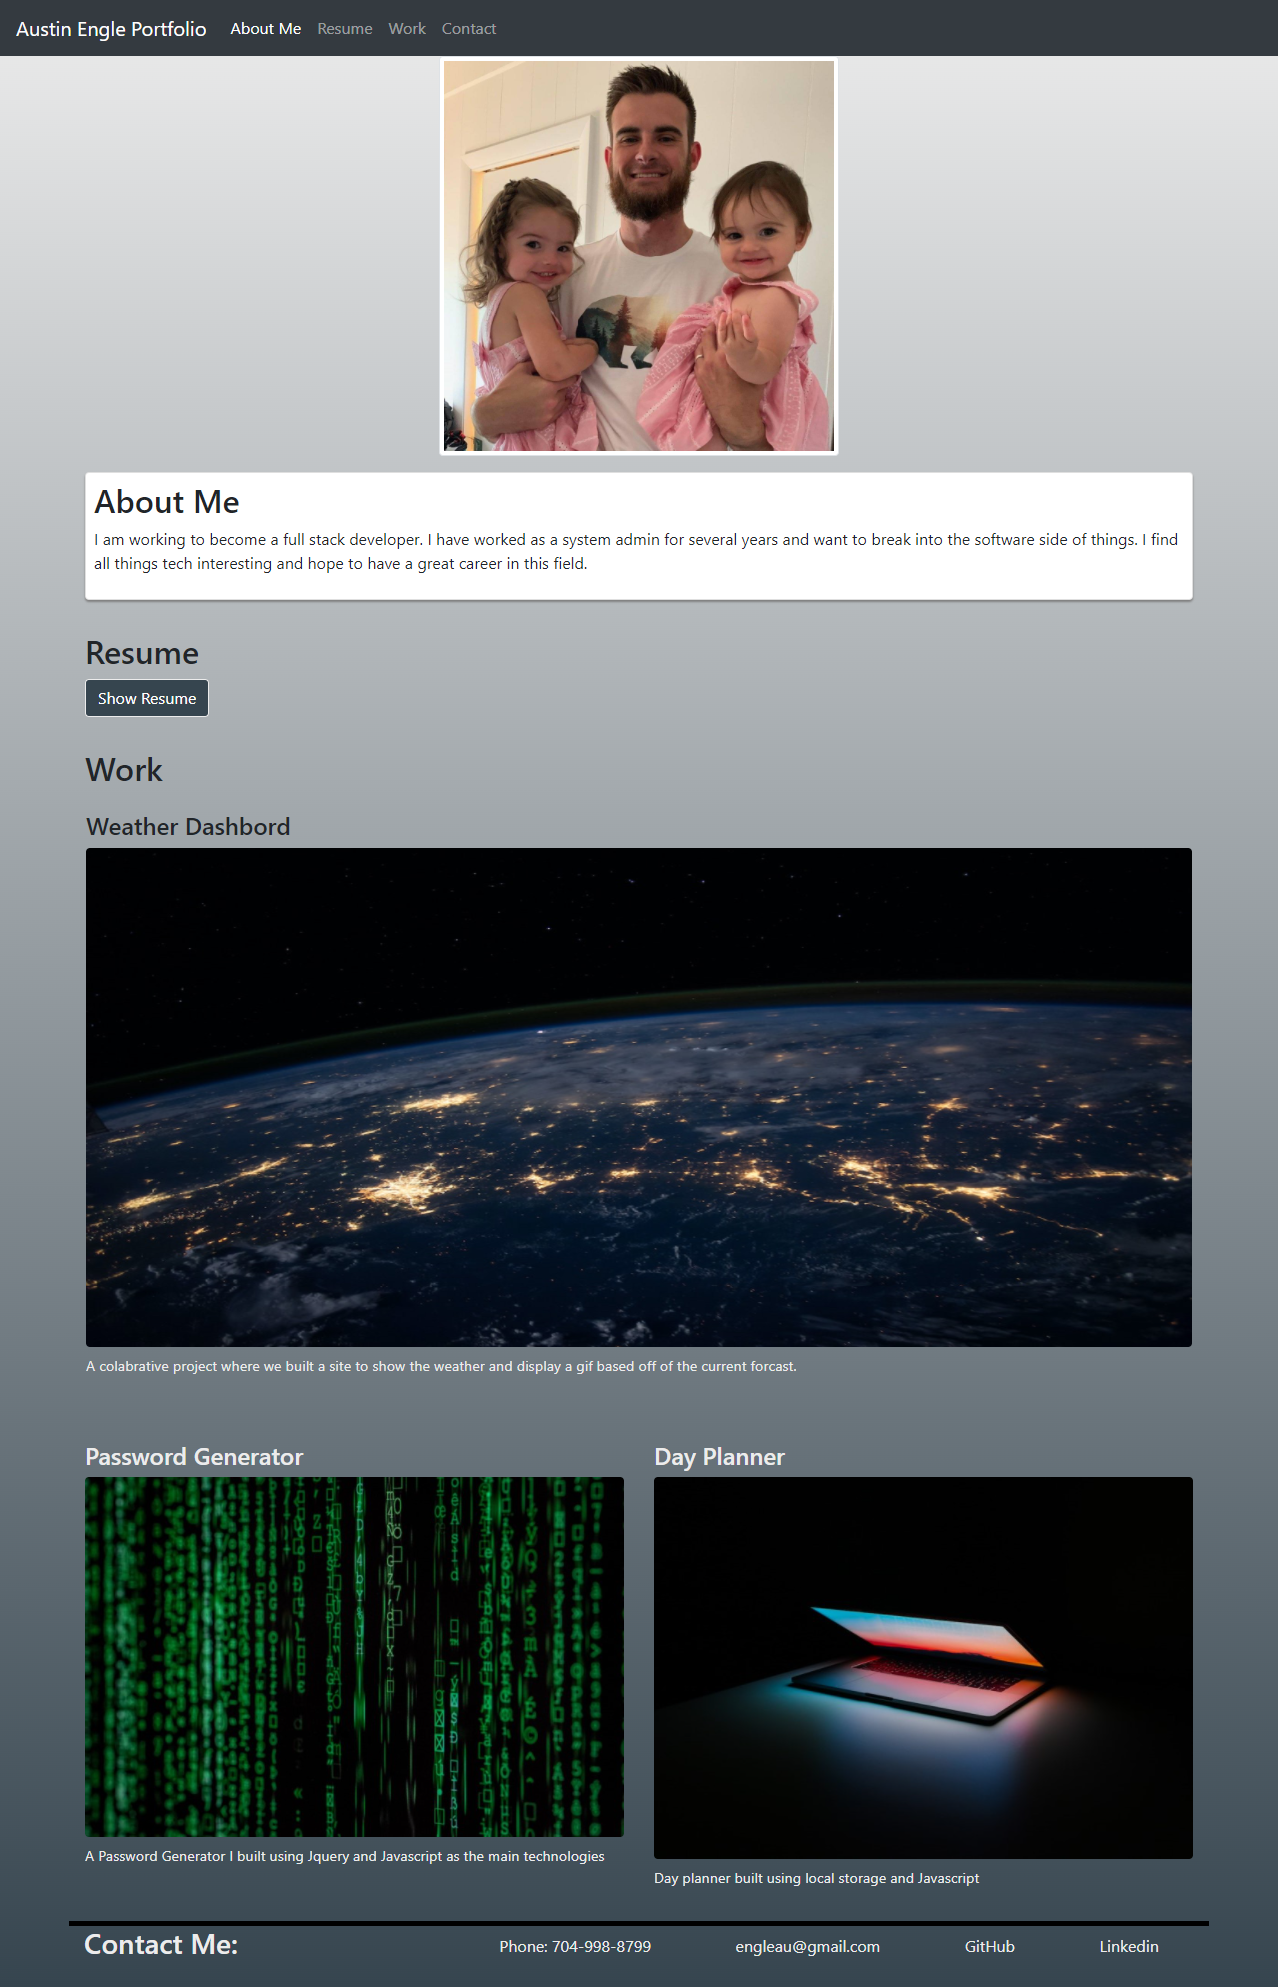 Austin Engle Portfolio About Me Resume Work Contact
About Me
I am working to become a full stack developer. I have worked as a system admin for several years and want to break into the software side of things. I find
all things tech interesting and hope to have a great career in this field.
Resume
Show Resume
Work
Weather Dashbord
A colabrative project where we built a site to show the weather and display a gif based off of the current forcast.
Password Generator
A Password Generator I built using Jquery and Javascript as the main technologies
Day Planner
Day planner built using local storage and Javascript
Contact Me: Phone: 704-998-8799 engleau@gmail.com GitHub Linkedin